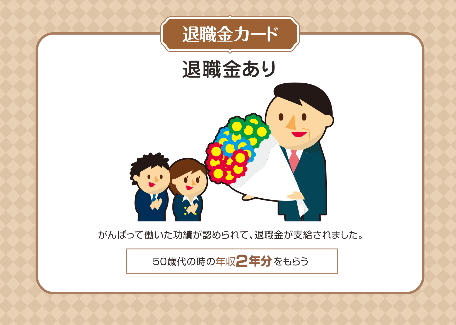 退職金カード
退職金あり
がんばって働いた功績が認められて、退職金が支給されました。
50歳代の時の年収2年分をもらう